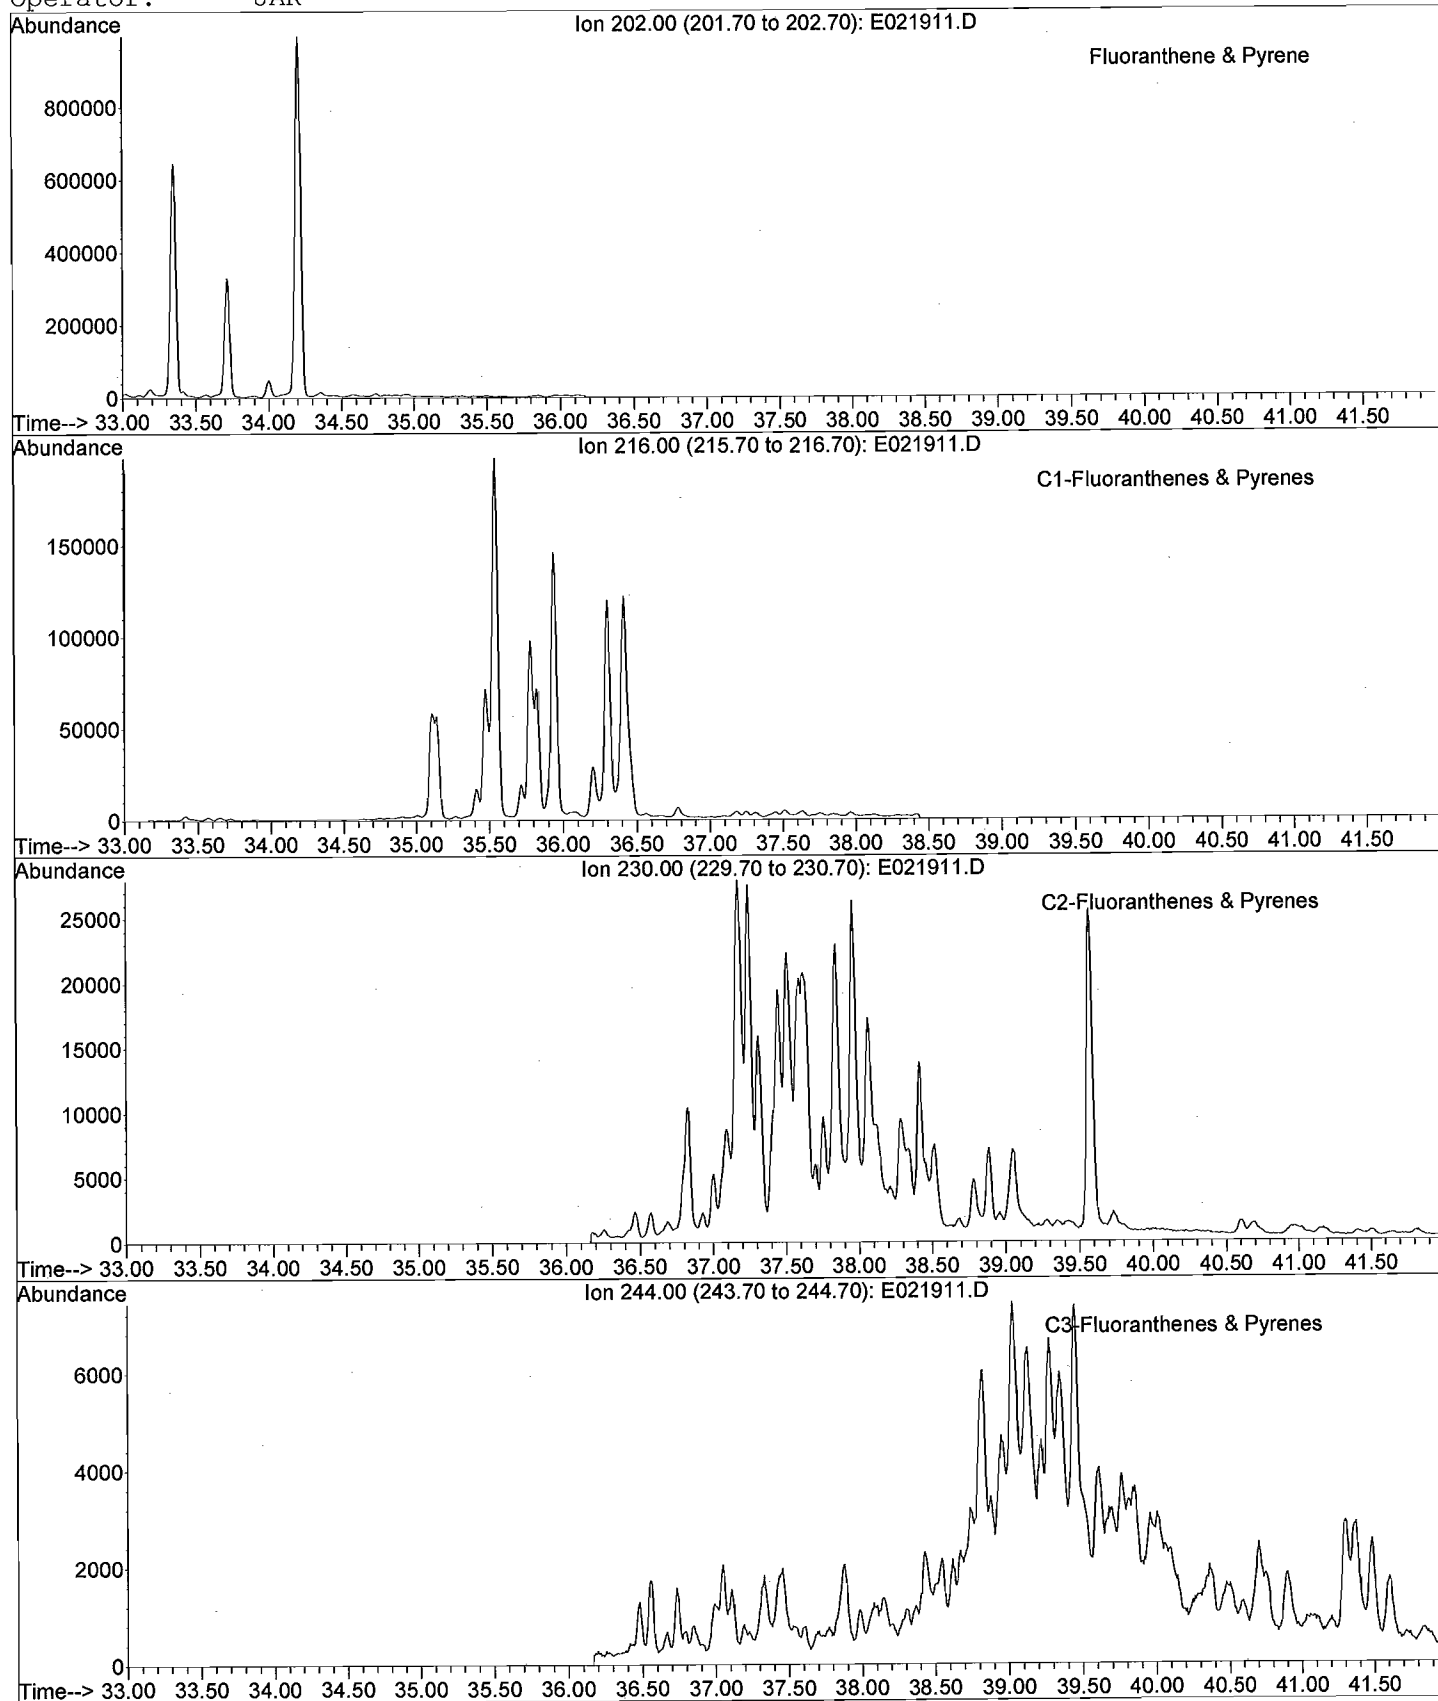 Operator: SAR
Abundance Ion 202.00 (201.70 to 202.70): E021911.D
Fluoranthene & Pyrene
800000
600000
400000
200000
0
Time--> 33.00 33.50 34.00 34.50 35.00 35.50 36.00 36.50 37.00 37.50 38.00 38.50 39.00 39.50 40.00 40.50 41.00 41.50
Abundance Ion 216.00 (215.70 to 216.70): E021911.D
C1-Fluoranthenes & Pyrenes
150000
100000
50000
0
Time--> 33.00 33.50 34.00 34.50 35.00 35.50 36.00 36.50 37.00 37.50 38.00 38.50 39.00 39.50 40.00 40.50 41.00 41.50
Abundance Ion 230.00 (229.70 to 230.70): E021911.D
C2-Fluoranthenes & Pyrenes
25000
20000
15000
10000
5000
0
Time--> 33.00 33.50 34.00 34.50 35.00 35.50 36.00 36.50 37.00 37.50 38.00 38.50 39.00 39.50 40.00 40.50 41.00 41.50
Abundance Ion 244.00 (243.70 to 244.70): E021911.D
C3-Fluoranthenes & Pyrenes
6000
4000
2000
0
Time--> 33.00 33.50 34.00 34.50 35.00 35.50 36.00 36.50 37.00 37.50 38.00 38.50 39.00 39.50 40.00 40.50 41.00 41.50